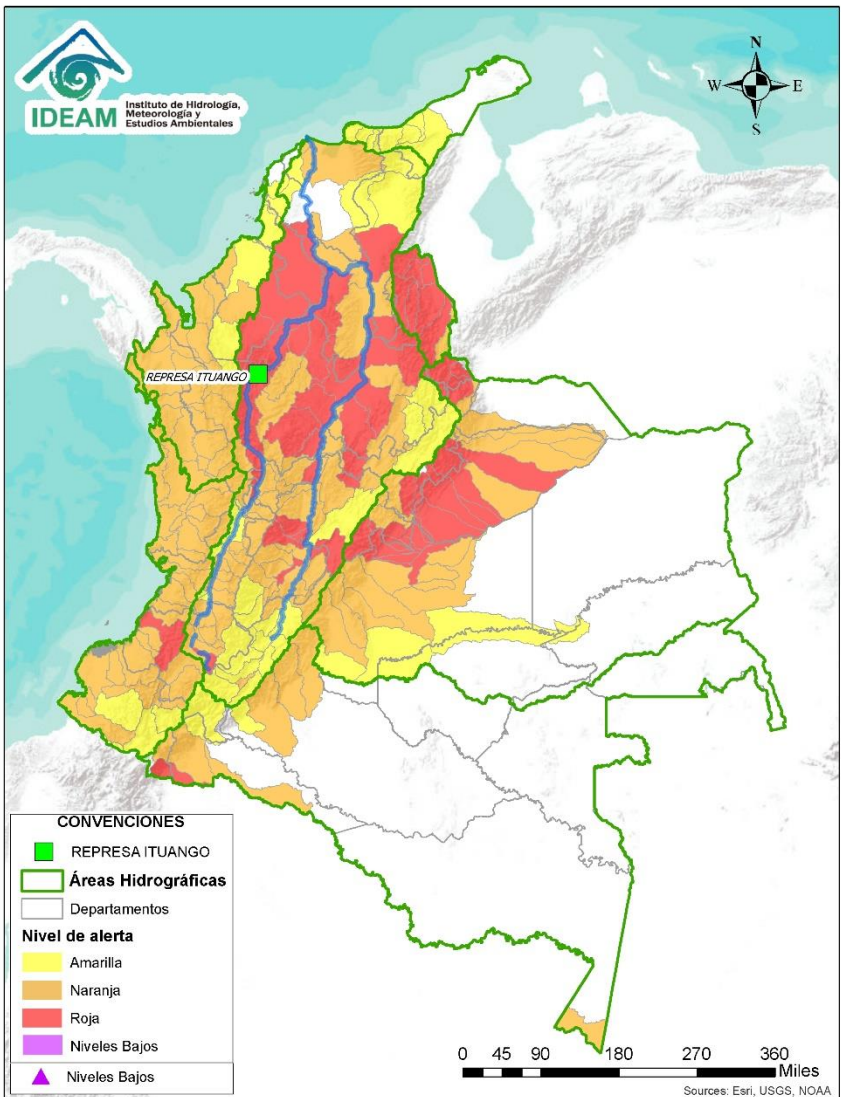 IDEAM
Instituto de Hidrología,
Meteorología y
Estudios Ambientales
N
W
E
S
REPRESA ITUANGO
CONVENCIONES
REPRESA ITUANGO
Áreas Hidrográficas
Departamentos
Nivel de alerta
Amarilla
Naranja
Roja
Niveles Bajos
Niveles Bajos
0 45 90 180 270 360
Miles
Sources: Esri, USGS, NOAA